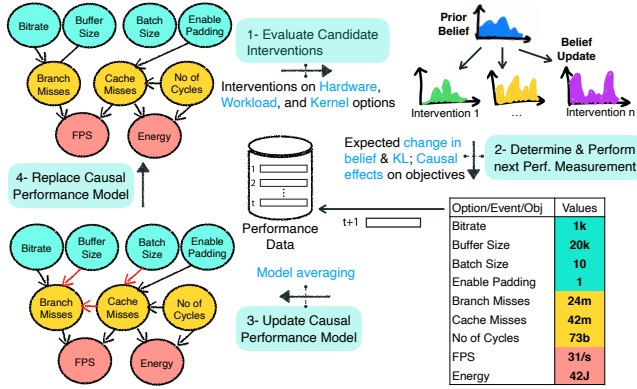 Bitrate
Buffer
Size
Batch
Size
Enable
Padding
Branch
Misses
Cache
Misses
No of
Cycles
FPS
Energy
1- Evaluate Candidate
Interventions
Interventions on Hardware,
Workload, and Kernel options
Prior
Belief
Belief
Update
Intervention 1
...
Intervention n
Expected change in
belief & KL; Causal
effects on objectives
2- Determine & Perform
next Perf. Measurement
4- Replace Causal
Performance Model
1
2
t
Performance
Data
t+1
Option/Event/Obj Values
Bitrate 1k
Buffer Size 20k
Batch Size 10
Enable Padding 1
Branch Misses 24m
Cache Misses 42m
No of Cycles 73b
FPS 31/s
Energy 42J
Bitrate
Buffer
Size
Batch
Size
Enable
Padding
Branch
Misses
Cache
Misses
No of
Cycles
FPS
Energy
Model averaging
3- Update Causal
Performance Model